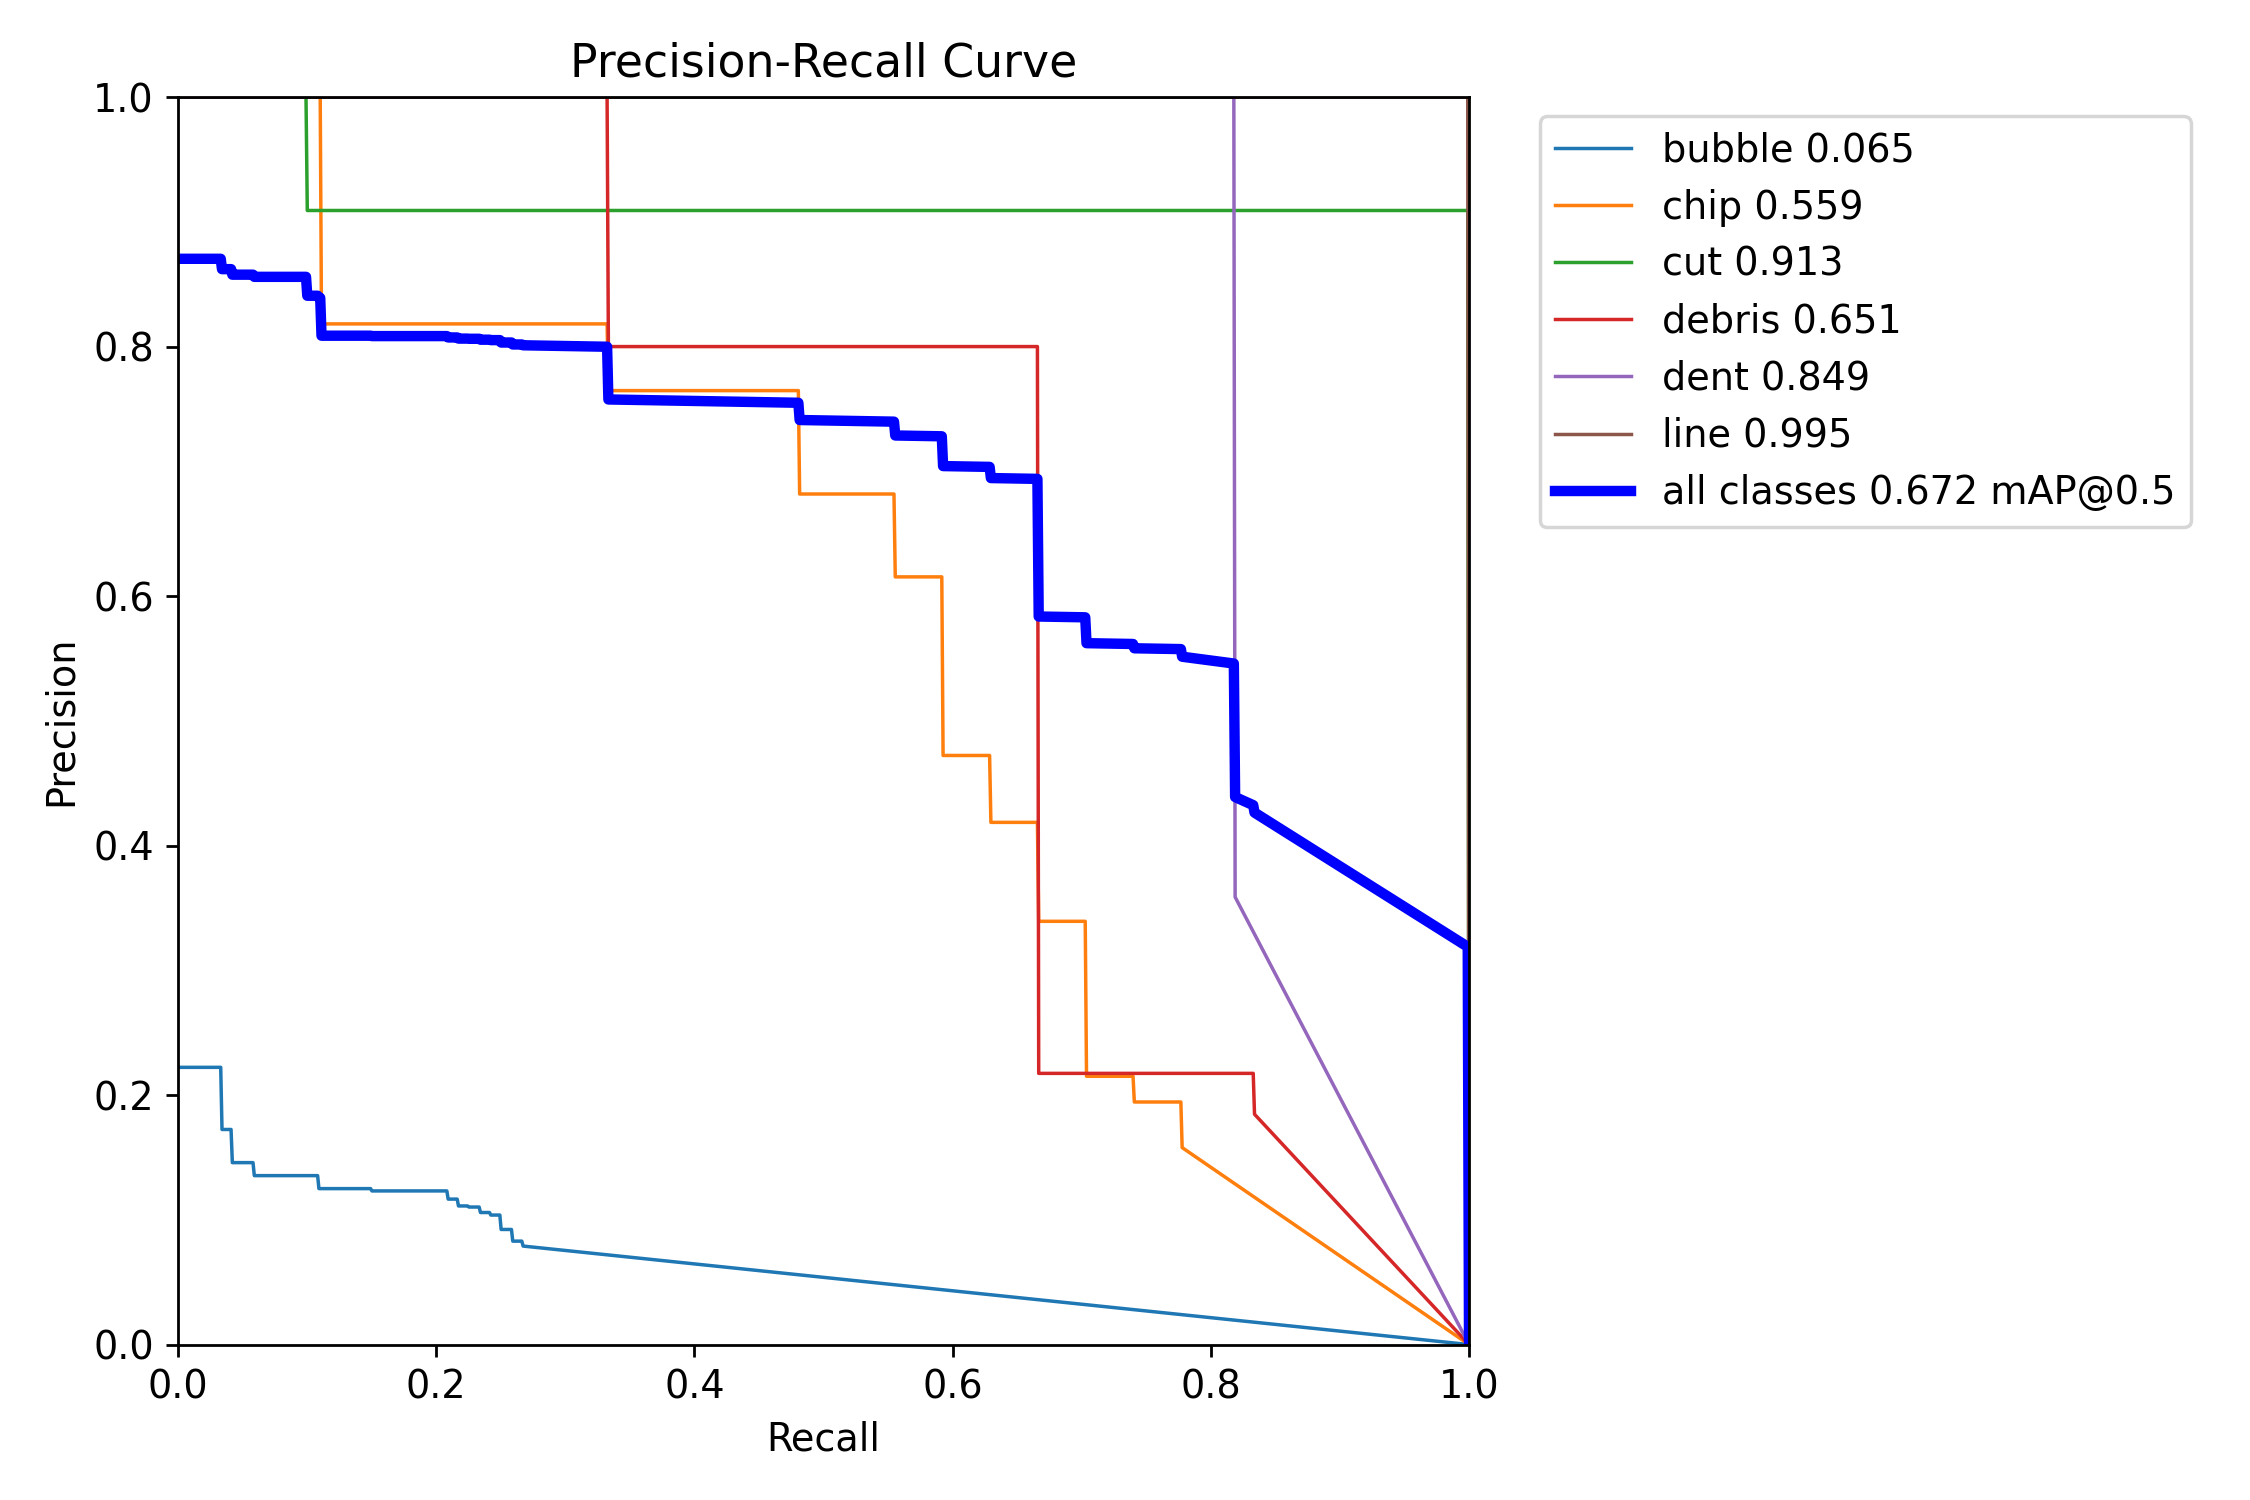 Precision-Recall Curve
1.0
0.8
0.6
0.4
0.2
0.0
Precision
0.0 0.2 0.4 0.6 0.8 1.0
Recall
bubble 0.065
chip 0.559
cut 0.913
debris 0.651
dent 0.849
line 0.995
all classes 0.672 mAP@0.5